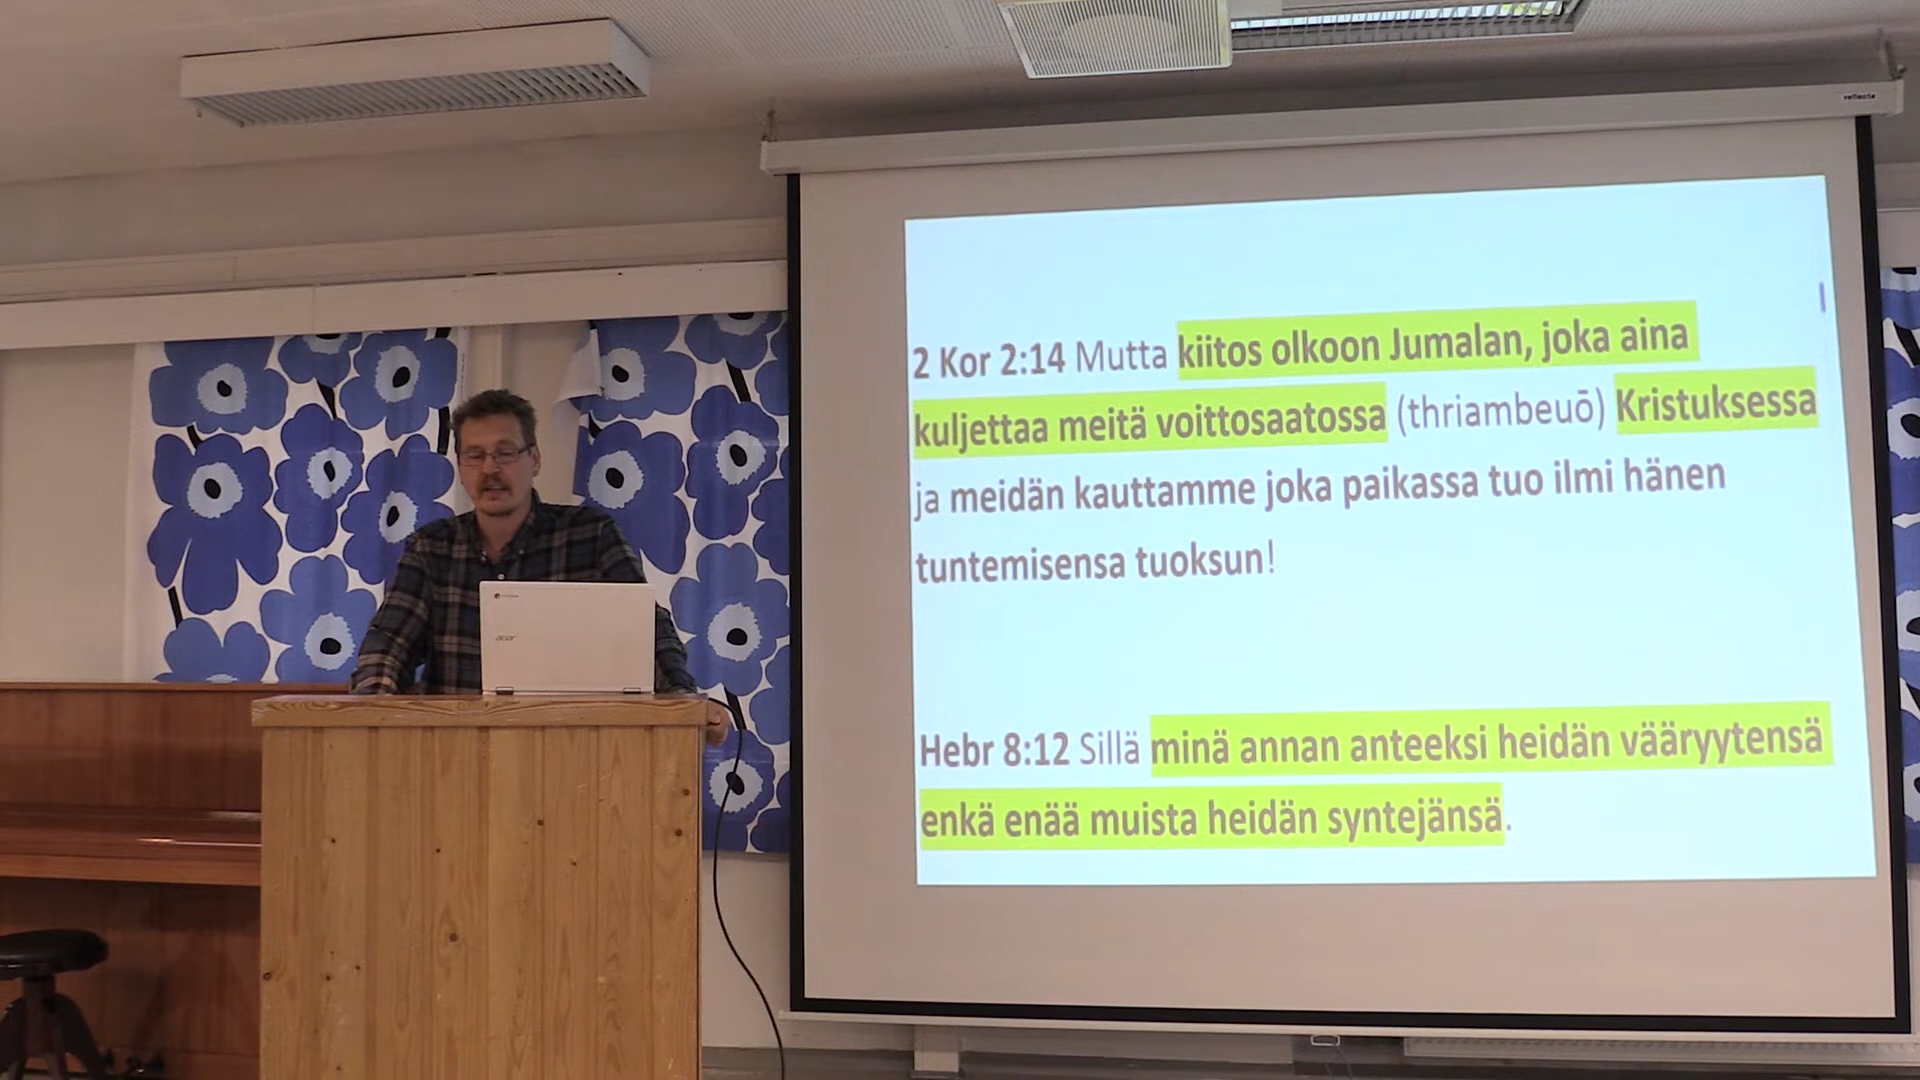 reflecta
2 Kor 2:14 Mutta kiitos olkoon Jumalan, joka aina
kuljettaa meitä voittosaatossa (thriambeuō) Kristuksessa
ja meidän kauttamme joka paikassa tuo ilmi hänen
tuntemisensa tuoksun!
Hebr 8:12 Sillä minä annan anteeksi heidän vääryytensä
enkä enää muista heidän syntejänsä.
acer